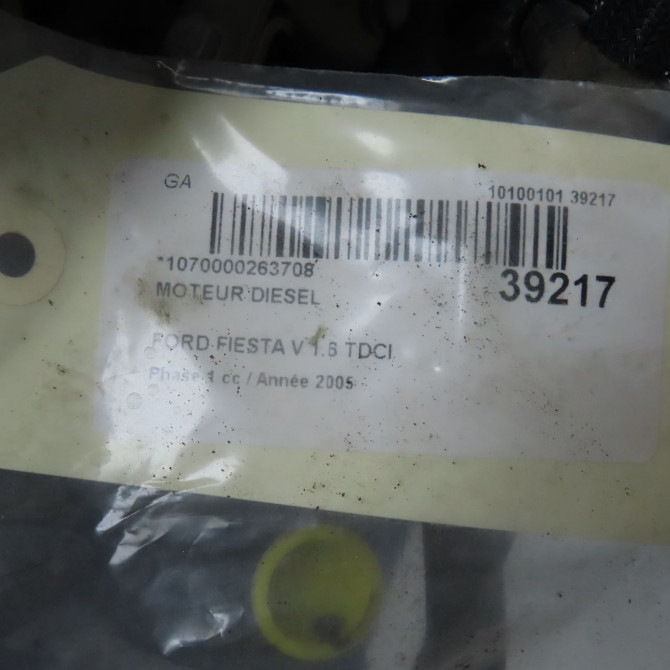 GA 10100101 39217
*1070000263708
39217
MOTEUR DIESEL
FORD FIESTA V 1.6 TDCI
Phase 1 cc / Année 2005